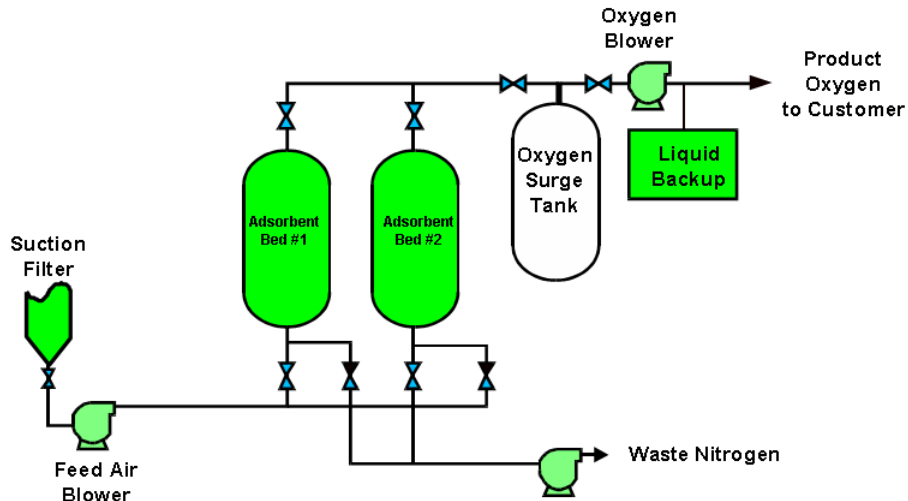 Oxygen
Blower
Product
Oxygen
to Customer
Oxygen
Surge
Tank
Liquid
Backup
Adsorbent
Bed #1
Adsorbent
Bed #2
Suction
Filter
Feed Air
Blower
Waste Nitrogen